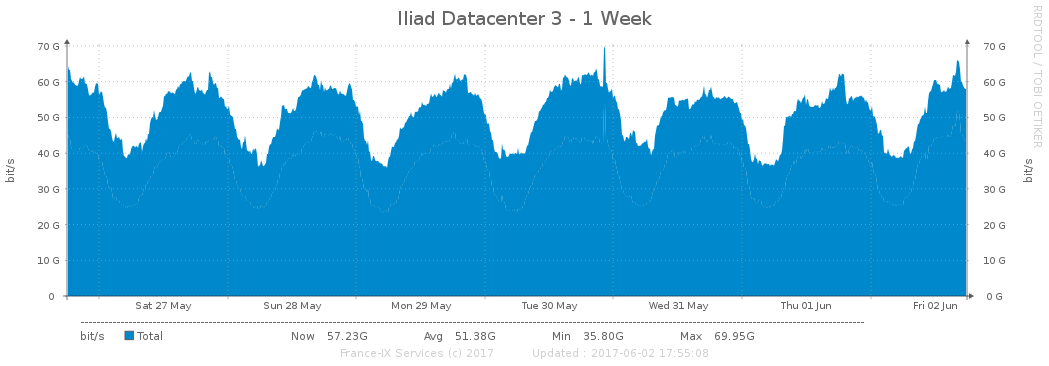 Iliad Datacenter 3 - 1 Week
RRDTOOL / TOBI OETIKER
70 G 70 G
60 G 60 G
50 G 50 G
40 G 40 G
30 G 30 G
20 G 20 G
10 G 10 G
0 0 G
bit/s bit/s
Sat 27 May Sun 28 May Mon 29 May Tue 30 May Wed 31 May Thu 01 Jun Fri 02 Jun
bit/s Total Now 57.23G Avg 51.38G Min 35.80G Max 69.95G
France-IX Services (c) 2017 Updated : 2017-06-02 17:55:08